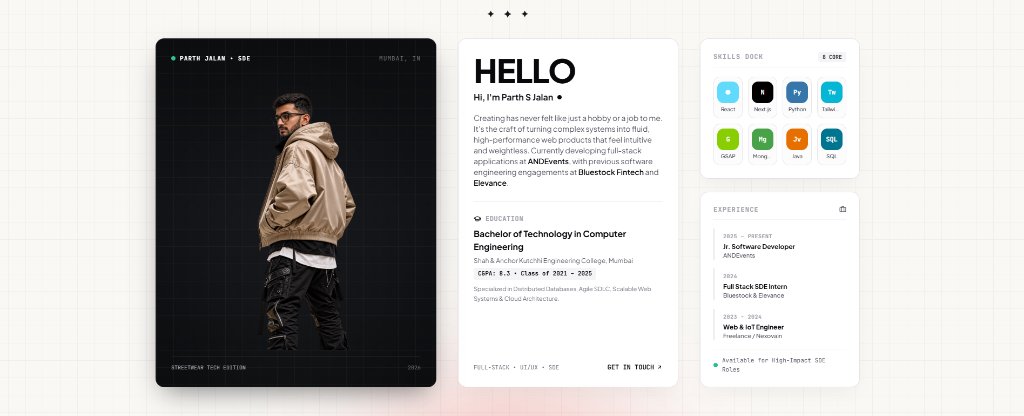 PARTH JALAN • SDE
MUMBAI, IN
STREETWEAR TECH EDITION
2026
HELLO
Hi, I'm Parth S Jalan
Creating has never felt like just a hobby or a job to me.
It's the craft of turning complex systems into fluid,
high-performance web products that feel intuitive
and weightless. Currently developing full-stack
applications at ANDEvents, with previous software
engineering engagements at Bluestock Fintech and
Elevance.
EDUCATION
Bachelor of Technology in Computer
Engineering
Shah & Anchor Kutchhi Engineering College, Mumbai
CGPA: 8.3 • Class of 2021 – 2025
Specialized in Distributed Databases, Agile SDLC, Scalable Web
Systems & Cloud Architecture.
FULL-STACK • UI/UX • SDE
GET IN TOUCH ↗
SKILLS DOCK
8 CORE
React
N
Next.js
Py
Python
Tw
Tailwi…
G
GSAP
Mg
Mong…
Jv
Java
SQL
SQL
EXPERIENCE
2025 – PRESENT
Jr. Software Developer
ANDEvents
2024
Full Stack SDE Intern
Bluestock & Elevance
2023 – 2024
Web & IoT Engineer
Freelance / Nexovain
Available for High-Impact SDE
Roles